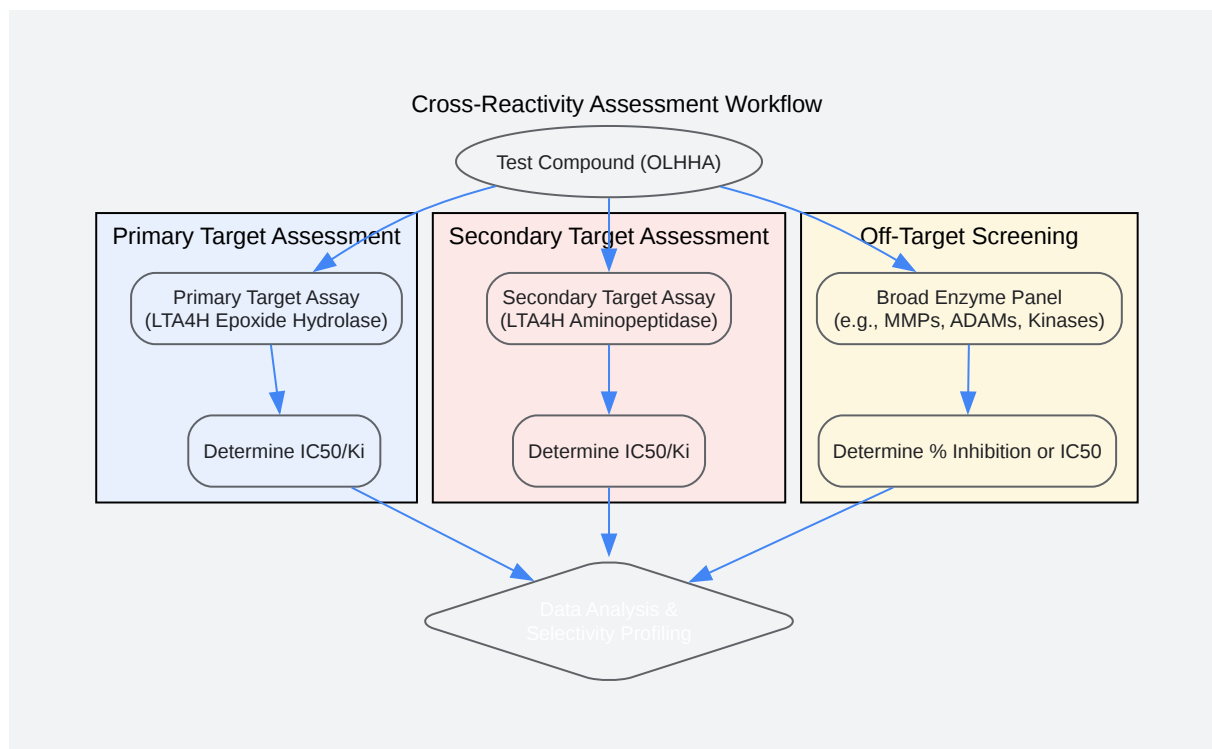 Cross-Reactivity Assessment Workflow
Test Compound (OLHHA)
Primary Target Assessment
Primary Target Assay
(LTA4H Epoxide Hydrolase)
Determine IC50/Ki
Secondary Target Assessment
Secondary Target Assay
(LTA4H Aminopeptidase)
Determine IC50/Ki
Off-Target Screening
Broad Enzyme Panel
(e.g., MMPs, ADAMs, Kinases)
Determine % Inhibition or IC50
Data Analysis &
Selectivity Profiling